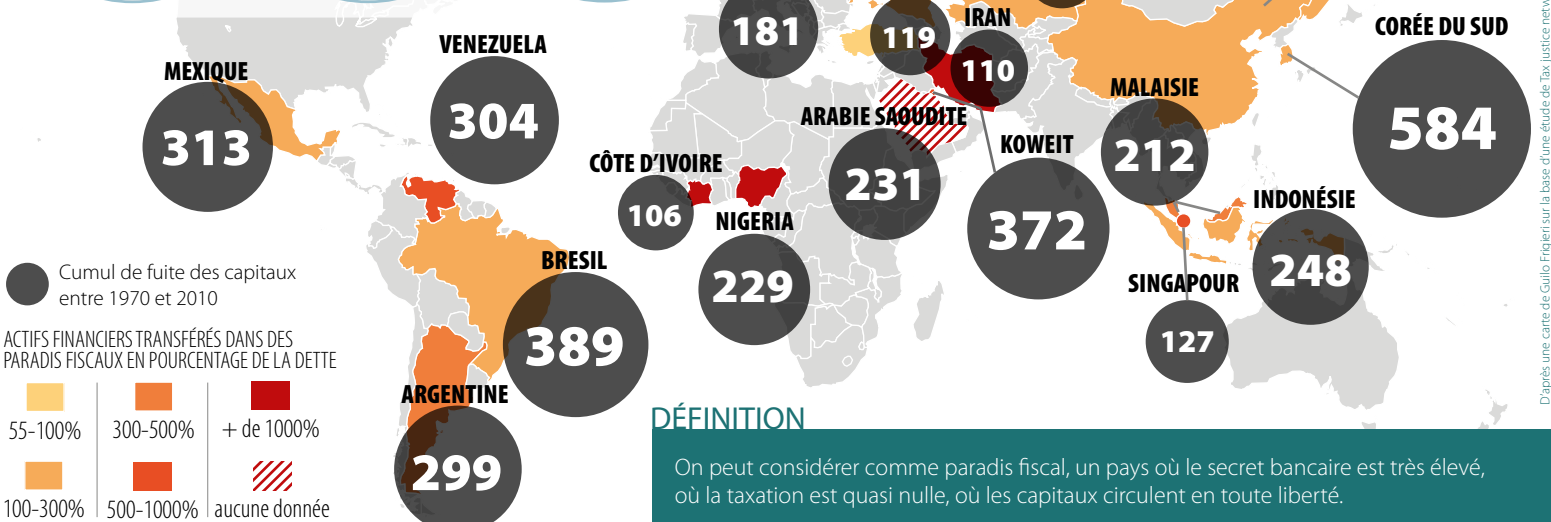 181
119
IRAN
110
CORÉE DU SUD
584
VENEZUELA
304
MEXIQUE
313
MALAISIE
212
ARABIE SAOUDITE
231
KOWEIT
372
CÔTE D'IVOIRE
106
NIGERIA
229
INDONÉSIE
248
SINGAPOUR
127
BRESIL
389
ARGENTINE
299
Cumul de fuite des capitaux
entre 1970 et 2010
ACTIFS FINANCIERS TRANSFÉRÉS DANS DES
PARADIS FISCAUX EN POURCENTAGE DE LA DETTE
55-100%
300-500%
+ de 1000%
100-300%
500-1000%
aucune donnée
DÉFINITION
On peut considérer comme paradis fiscal, un pays où le secret bancaire est très élevé,
où la taxation est quasi nulle, où les capitaux circulent en toute liberté.
D'après une carte de Guilo Frigieri sur la base d'une étude de Tax justice netw